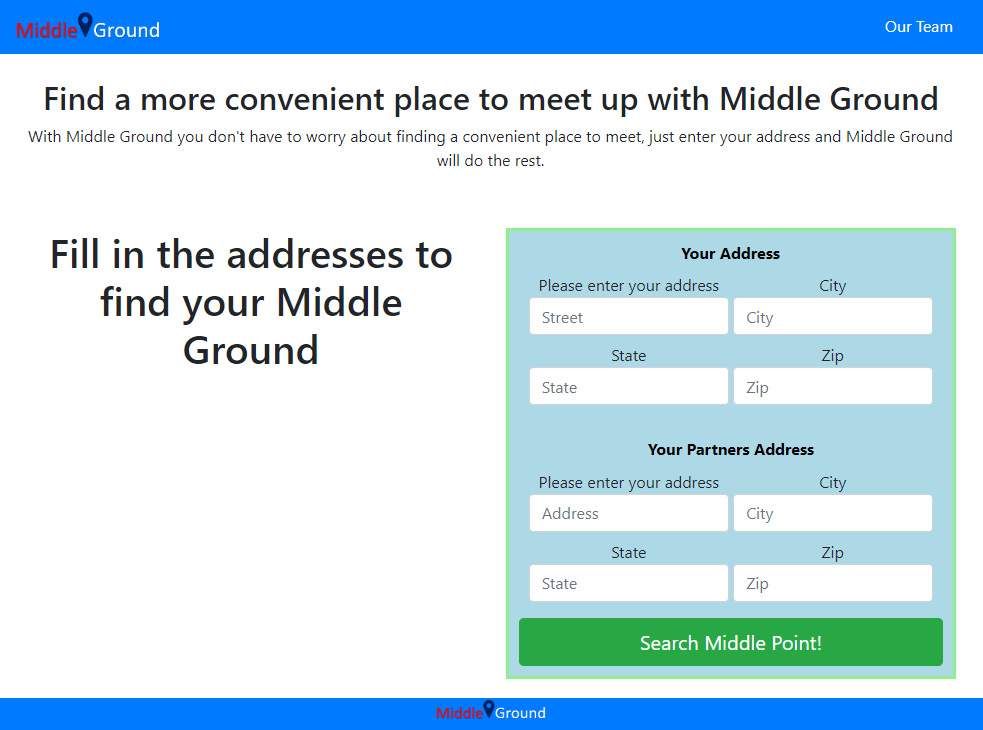 Middle Ground
Our Team
Find a more convenient place to meet up with Middle Ground
With Middle Ground you don't have to worry about finding a convenient place to meet, just enter your address and Middle Ground
will do the rest.
Fill in the addresses to
find your Middle
Ground
Your Address
Please enter your address City
Street City
State Zip
State Zip
Your Partners Address
Please enter your address City
Address City
State Zip
State Zip
Search Middle Point!
Middle Ground